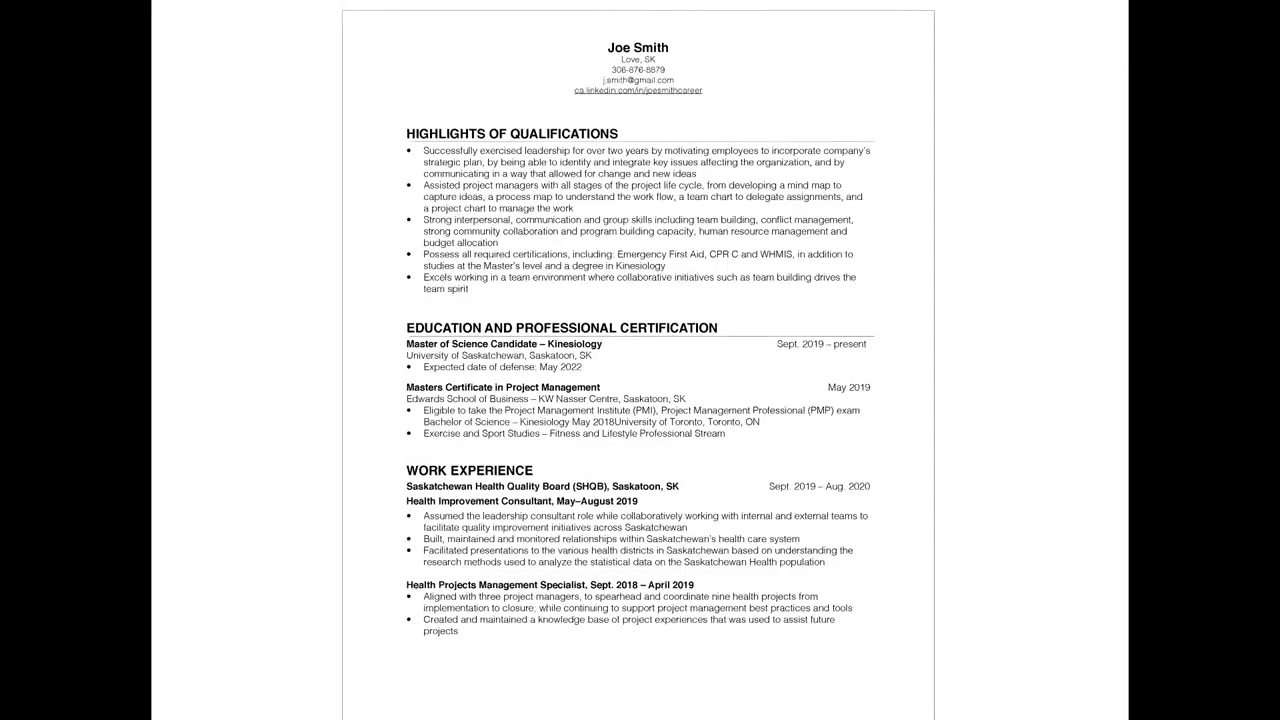 Joe Smith
Love, SK
306-876-8879
j.smith@gmail.com
ca.linkedin.com/in/joesmithcareer
HIGHLIGHTS OF QUALIFICATIONS
• Successfully exercised leadership for over two years by motivating employees to incorporate company's
strategic plan, by being able to identify and integrate key issues affecting the organization, and by
communicating in a way that allowed for change and new ideas
• Assisted project managers with all stages of the project life cycle, from developing a mind map to
capture ideas, a process map to understand the work flow, a team chart to delegate assignments, and
a project chart to manage the work
• Strong interpersonal, communication and group skills including team building, conflict management,
strong community collaboration and program building capacity, human resource management and
budget allocation
• Possess all required certifications, including: Emergency First Aid, CPR C and WHMIS, in addition to
studies at the Master's level and a degree in Kinesiology
• Excels working in a team environment where collaborative initiatives such as team building drives the
team spirit
EDUCATION AND PROFESSIONAL CERTIFICATION
Master of Science Candidate – Kinesiology Sept. 2019 – present
University of Saskatchewan, Saskatoon, SK
• Expected date of defense: May 2022
Masters Certificate in Project Management May 2019
Edwards School of Business – KW Nasser Centre, Saskatoon, SK
• Eligible to take the Project Management Institute (PMI), Project Management Professional (PMP) exam
Bachelor of Science – Kinesiology May 2018University of Toronto, Toronto, ON
• Exercise and Sport Studies – Fitness and Lifestyle Professional Stream
WORK EXPERIENCE
Saskatchewan Health Quality Board (SHQB), Saskatoon, SK Sept. 2019 – Aug. 2020
Health Improvement Consultant, May–August 2019
• Assumed the leadership consultant role while collaboratively working with internal and external teams to
facilitate quality improvement initiatives across Saskatchewan
• Built, maintained and monitored relationships within Saskatchewan's health care system
• Facilitated presentations to the various health districts in Saskatchewan based on understanding the
research methods used to analyze the statistical data on the Saskatchewan Health population
Health Projects Management Specialist, Sept. 2018 – April 2019
• Aligned with three project managers, to spearhead and coordinate nine health projects from
implementation to closure; while continuing to support project management best practices and tools
• Created and maintained a knowledge base of project experiences that was used to assist future
projects